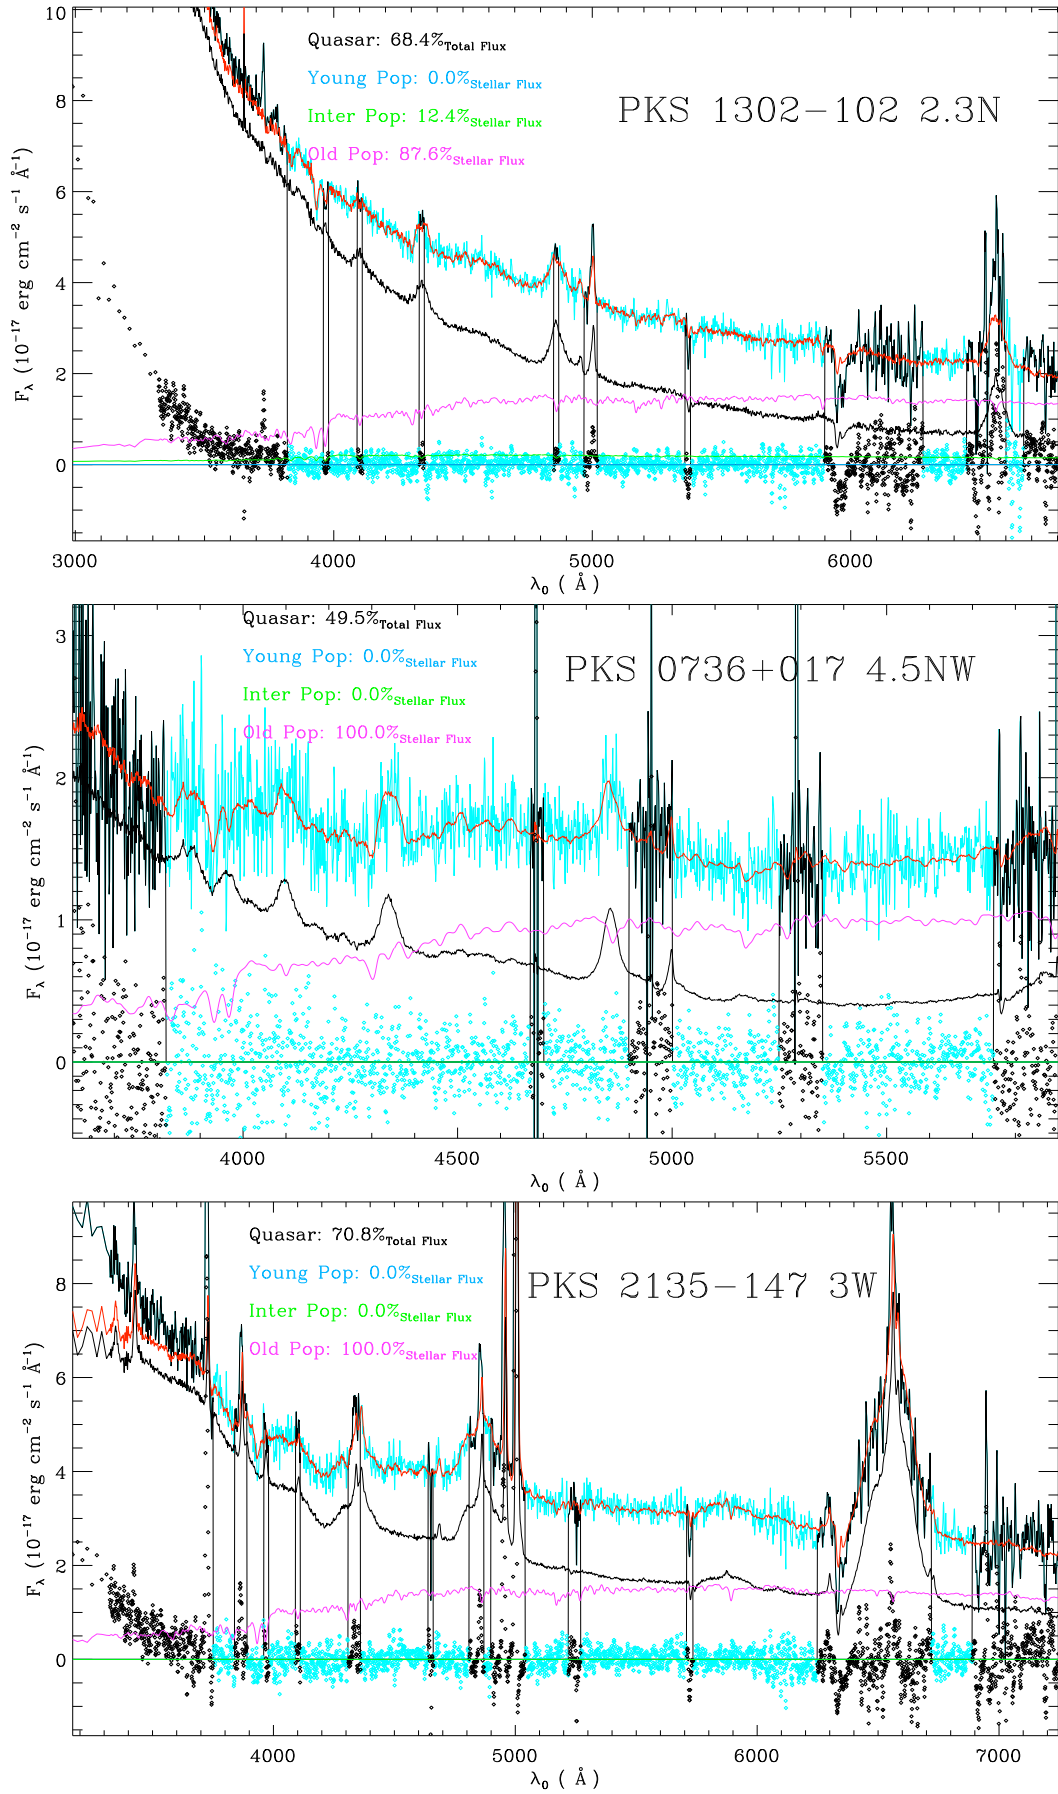 10
8
6
4
2
0
F_λ (10⁻¹⁷ erg cm⁻² s⁻¹ Å⁻¹)
Quasar: 68.4%Total Flux
Young Pop: 0.0%Stellar Flux
Inter Pop: 12.4%Stellar Flux
Old Pop: 87.6%Stellar Flux
PKS 1302−102 2.3N
3000 4000 5000 6000
λ₀ ( Å )
3
2
1
0
F_λ (10⁻¹⁷ erg cm⁻² s⁻¹ Å⁻¹)
Quasar: 49.5%Total Flux
Young Pop: 0.0%Stellar Flux
Inter Pop: 0.0%Stellar Flux
Old Pop: 100.0%Stellar Flux
PKS 0736+017 4.5NW
4000 4500 5000 5500
λ₀ ( Å )
8
6
4
2
0
F_λ (10⁻¹⁷ erg cm⁻² s⁻¹ Å⁻¹)
Quasar: 70.8%Total Flux
Young Pop: 0.0%Stellar Flux
Inter Pop: 0.0%Stellar Flux
Old Pop: 100.0%Stellar Flux
PKS 2135−147 3W
4000 5000 6000 7000
λ₀ ( Å )